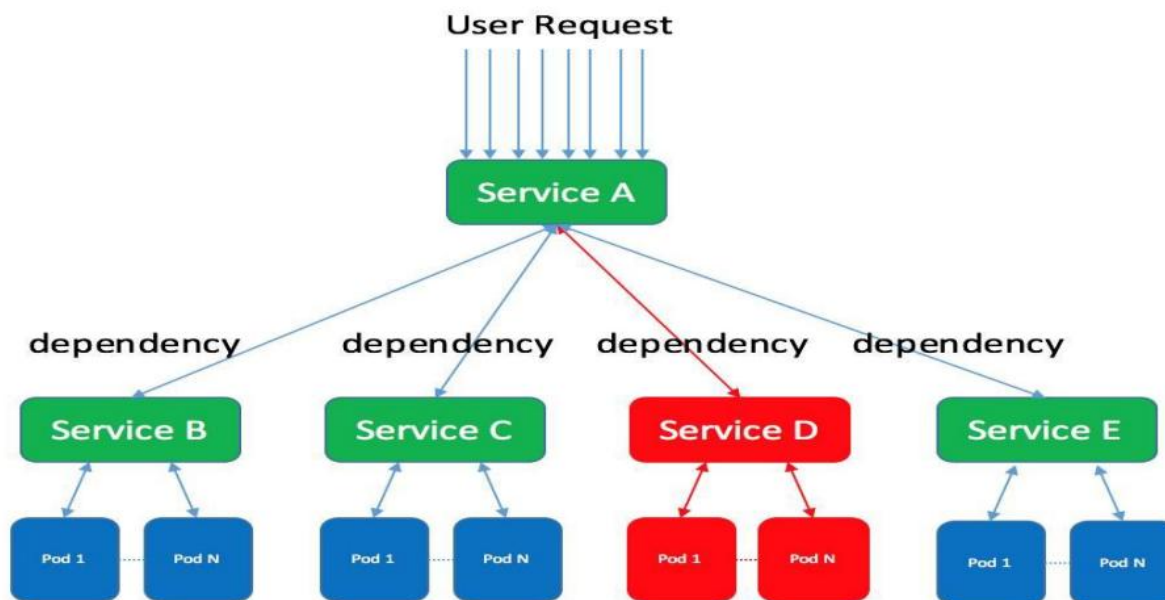 User Request
Service A
dependency dependency dependency dependency
Service B Service C Service D Service E
Pod 1 Pod N Pod 1 Pod N Pod 1 Pod N Pod 1 Pod N